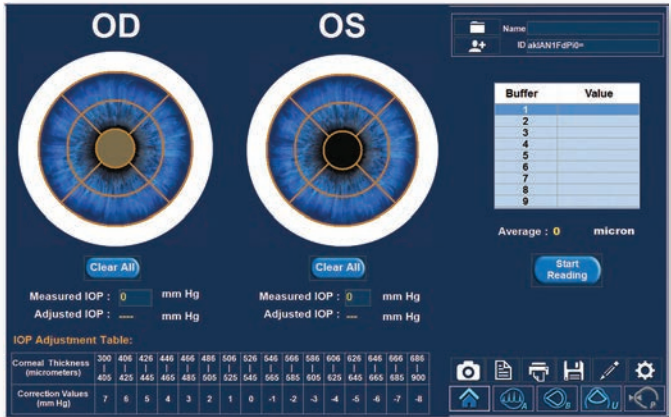 OD
OS
Name
ID akIAN1FdPi0=
Buffer Value
1
2
3
4
5
6
7
8
9
Average : 0 micron
Start
Reading
Clear All
Measured IOP : 0 mm Hg
Adjusted IOP : ---- mm Hg
Clear All
Measured IOP : 0 mm Hg
Adjusted IOP : ---- mm Hg
IOP Adjustment Table:
Corneal Thickness
(micrometers)
300 406 426 446 466 486 506 526 546 566 586 606 626 646 666 686
405 425 445 465 485 505 525 545 565 585 605 625 645 665 685 900
Correction Values
(mm Hg)
7 6 5 4 3 2 1 0 -1 -2 -3 -4 -5 -6 -7 -8
A
B
U
P